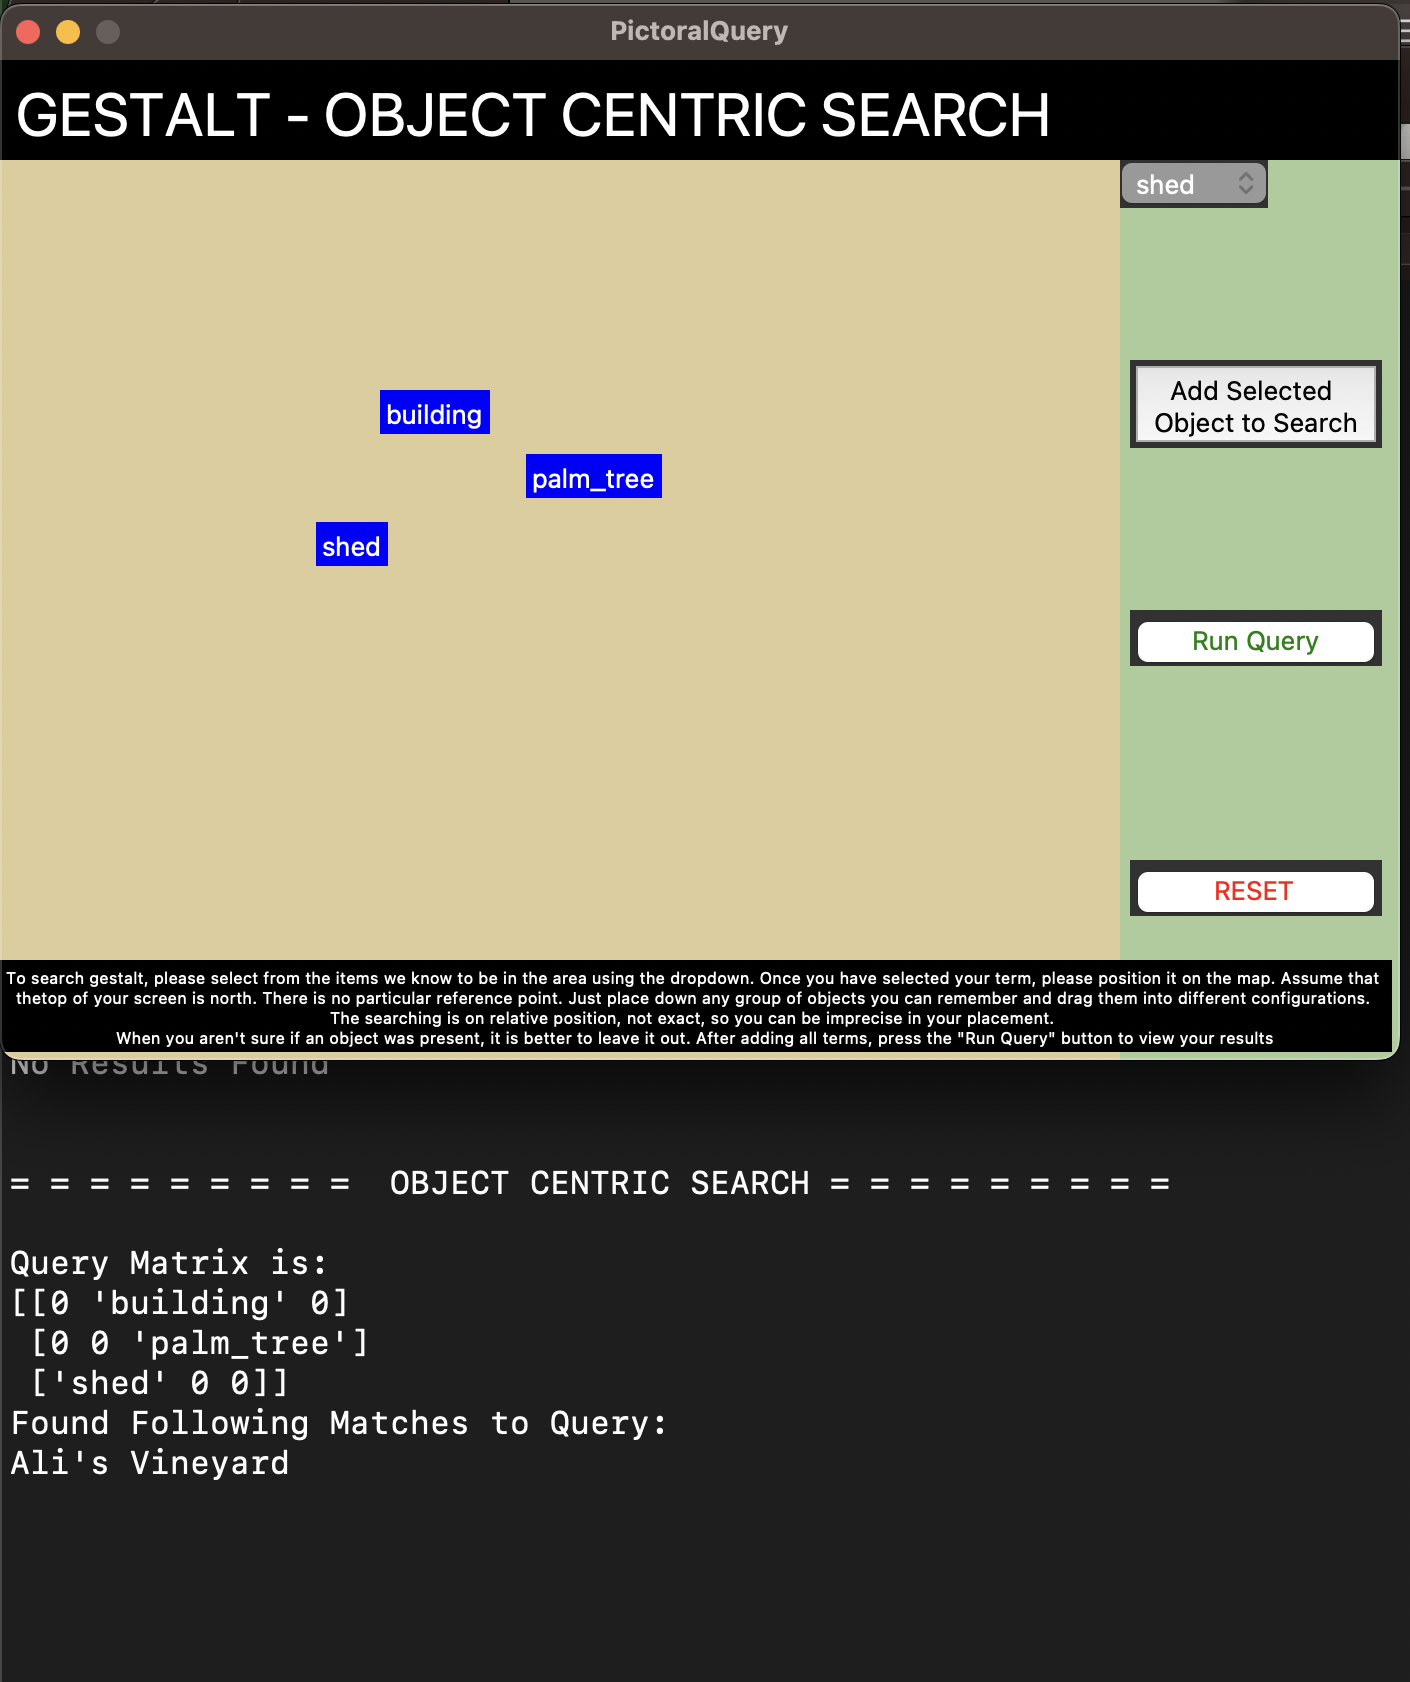 PictoralQuery
GESTALT - OBJECT CENTRIC SEARCH
shed
building
palm_tree
shed
Add Selected
Object to Search
Run Query
RESET
To search gestalt, please select from the items we know to be in the area using the dropdown. Once you have selected your term, please position it on the map. Assume that
thetop of your screen is north. There is no particular reference point. Just place down any group of objects you can remember and drag them into different configurations.
The searching is on relative position, not exact, so you can be imprecise in your placement.
When you aren't sure if an object was present, it is better to leave it out. After adding all terms, press the "Run Query" button to view your results
No Results Found
= = = = = = = = =  OBJECT CENTRIC SEARCH = = = = = = = = =
Query Matrix is:
[[0 'building' 0]
 [0 0 'palm_tree']
 ['shed' 0 0]]
Found Following Matches to Query:
Ali's Vineyard